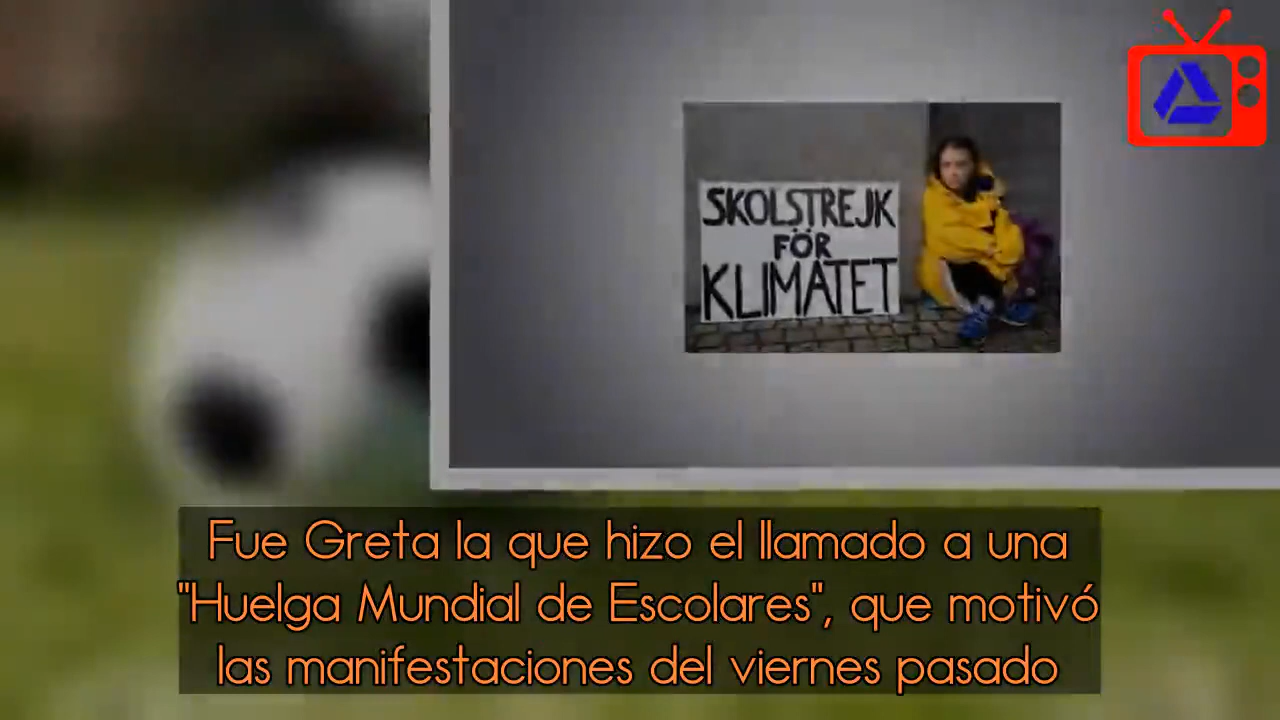 SKOLSTREJK
FÖR
KLIMATET
Fue Greta la que hizo el llamado a una
"Huelga Mundial de Escolares", que motivó
las manifestaciones del viernes pasado